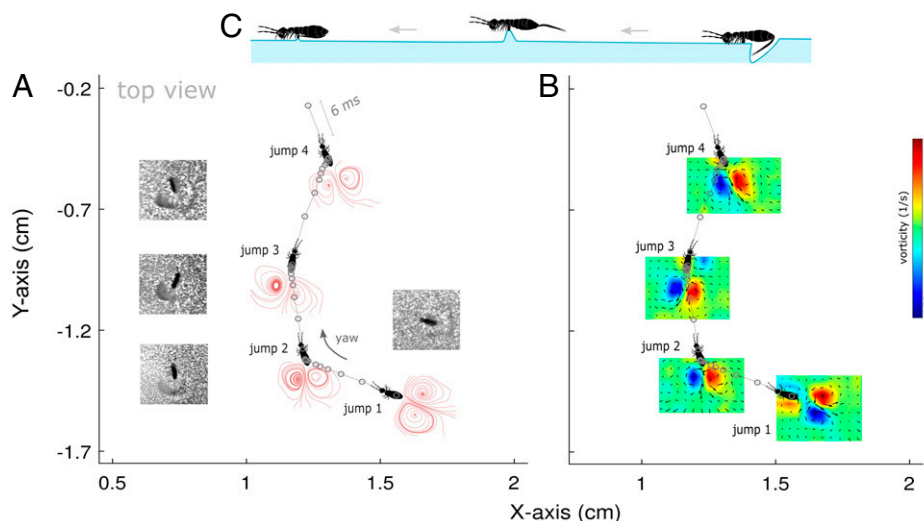 C
A
B
top view
6 ms
jump 4
jump 3
jump 2
yaw
jump 1
-0.2
-0.7
-1.2
-1.7
Y-axis (cm)
0.5
1
1.5
2
jump 4
jump 3
jump 2
jump 1
vorticity (1/s)
1
1.5
2
X-axis (cm)